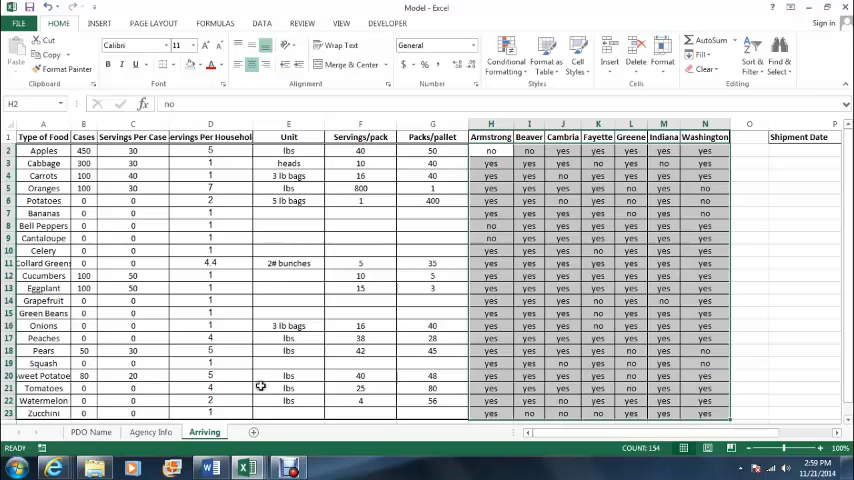 Model - Excel
Sign in
FILE HOME INSERT PAGE LAYOUT FORMULAS DATA REVIEW VIEW DEVELOPER
Cut
Copy
Format Painter
Paste
Clipboard
Calibri 11
B I U
Font
Wrap Text
Merge & Center
Alignment
General
$ % ,
Number
Conditional Formatting
Format as Table
Cell Styles
Styles
Insert Delete Format
Cells
AutoSum
Fill
Clear
Sort & Filter
Find & Select
Editing
H2 fx no
A B C D E F G H I J K L M N O P
1 Type of Food Cases Servings Per Case ervings Per Househol Unit Servings/pack Packs/pallet Armstrong Beaver Cambria Fayette Greene Indiana Washington Shipment Date
2 Apples 450 30 5 lbs 40 50 no no yes yes yes yes yes
3 Cabbage 300 30 1 heads 10 40 yes yes yes no yes no yes
4 Carrots 100 40 1 3 lb bags 16 40 yes yes no yes yes yes yes
5 Oranges 100 30 7 lbs 800 1 yes yes yes yes no yes no
6 Potatoes 0 0 2 5 lb bags 1 400 yes yes no yes yes yes no
7 Bananas 0 0 1 yes yes yes yes no yes yes
8 Bell Peppers 0 0 1 no yes yes yes yes yes yes
9 Cantaloupe 0 0 1 no yes yes yes yes yes yes
10 Celery 0 0 1 yes yes yes yes yes yes yes
11 Collard Greens 0 0 4.4 2# bunches 5 35 yes yes yes yes yes yes yes
12 Cucumbers 100 50 1 10 5 yes yes yes yes yes yes yes
13 Eggplant 100 50 1 15 3 yes yes yes yes yes yes yes
14 Grapefruit 0 0 1 yes yes yes no yes no yes
15 Green Beans 0 0 1 yes yes yes yes yes yes yes
16 Onions 0 0 1 3 lb bags 16 40 yes yes yes no yes yes yes
17 Peaches 0 0 4 lbs 38 28 yes yes yes yes yes yes yes
18 Pears 50 30 5 lbs 42 45 yes yes yes yes no yes no
19 Squash 0 0 1 yes yes no yes yes yes no
20 weet Potatoe 80 20 5 lbs 40 48 yes yes yes yes yes yes yes
21 Tomatoes 0 0 4 lbs 25 80 yes yes yes yes no yes yes
22 Watermelon 0 0 2 lbs 4 56 yes yes no no yes yes yes
23 Zucchini 0 0 1 yes no no no yes yes yes
PDO Name Agency Info Arriving
READY COUNT: 154 100%
2:59 PM
11/21/2014